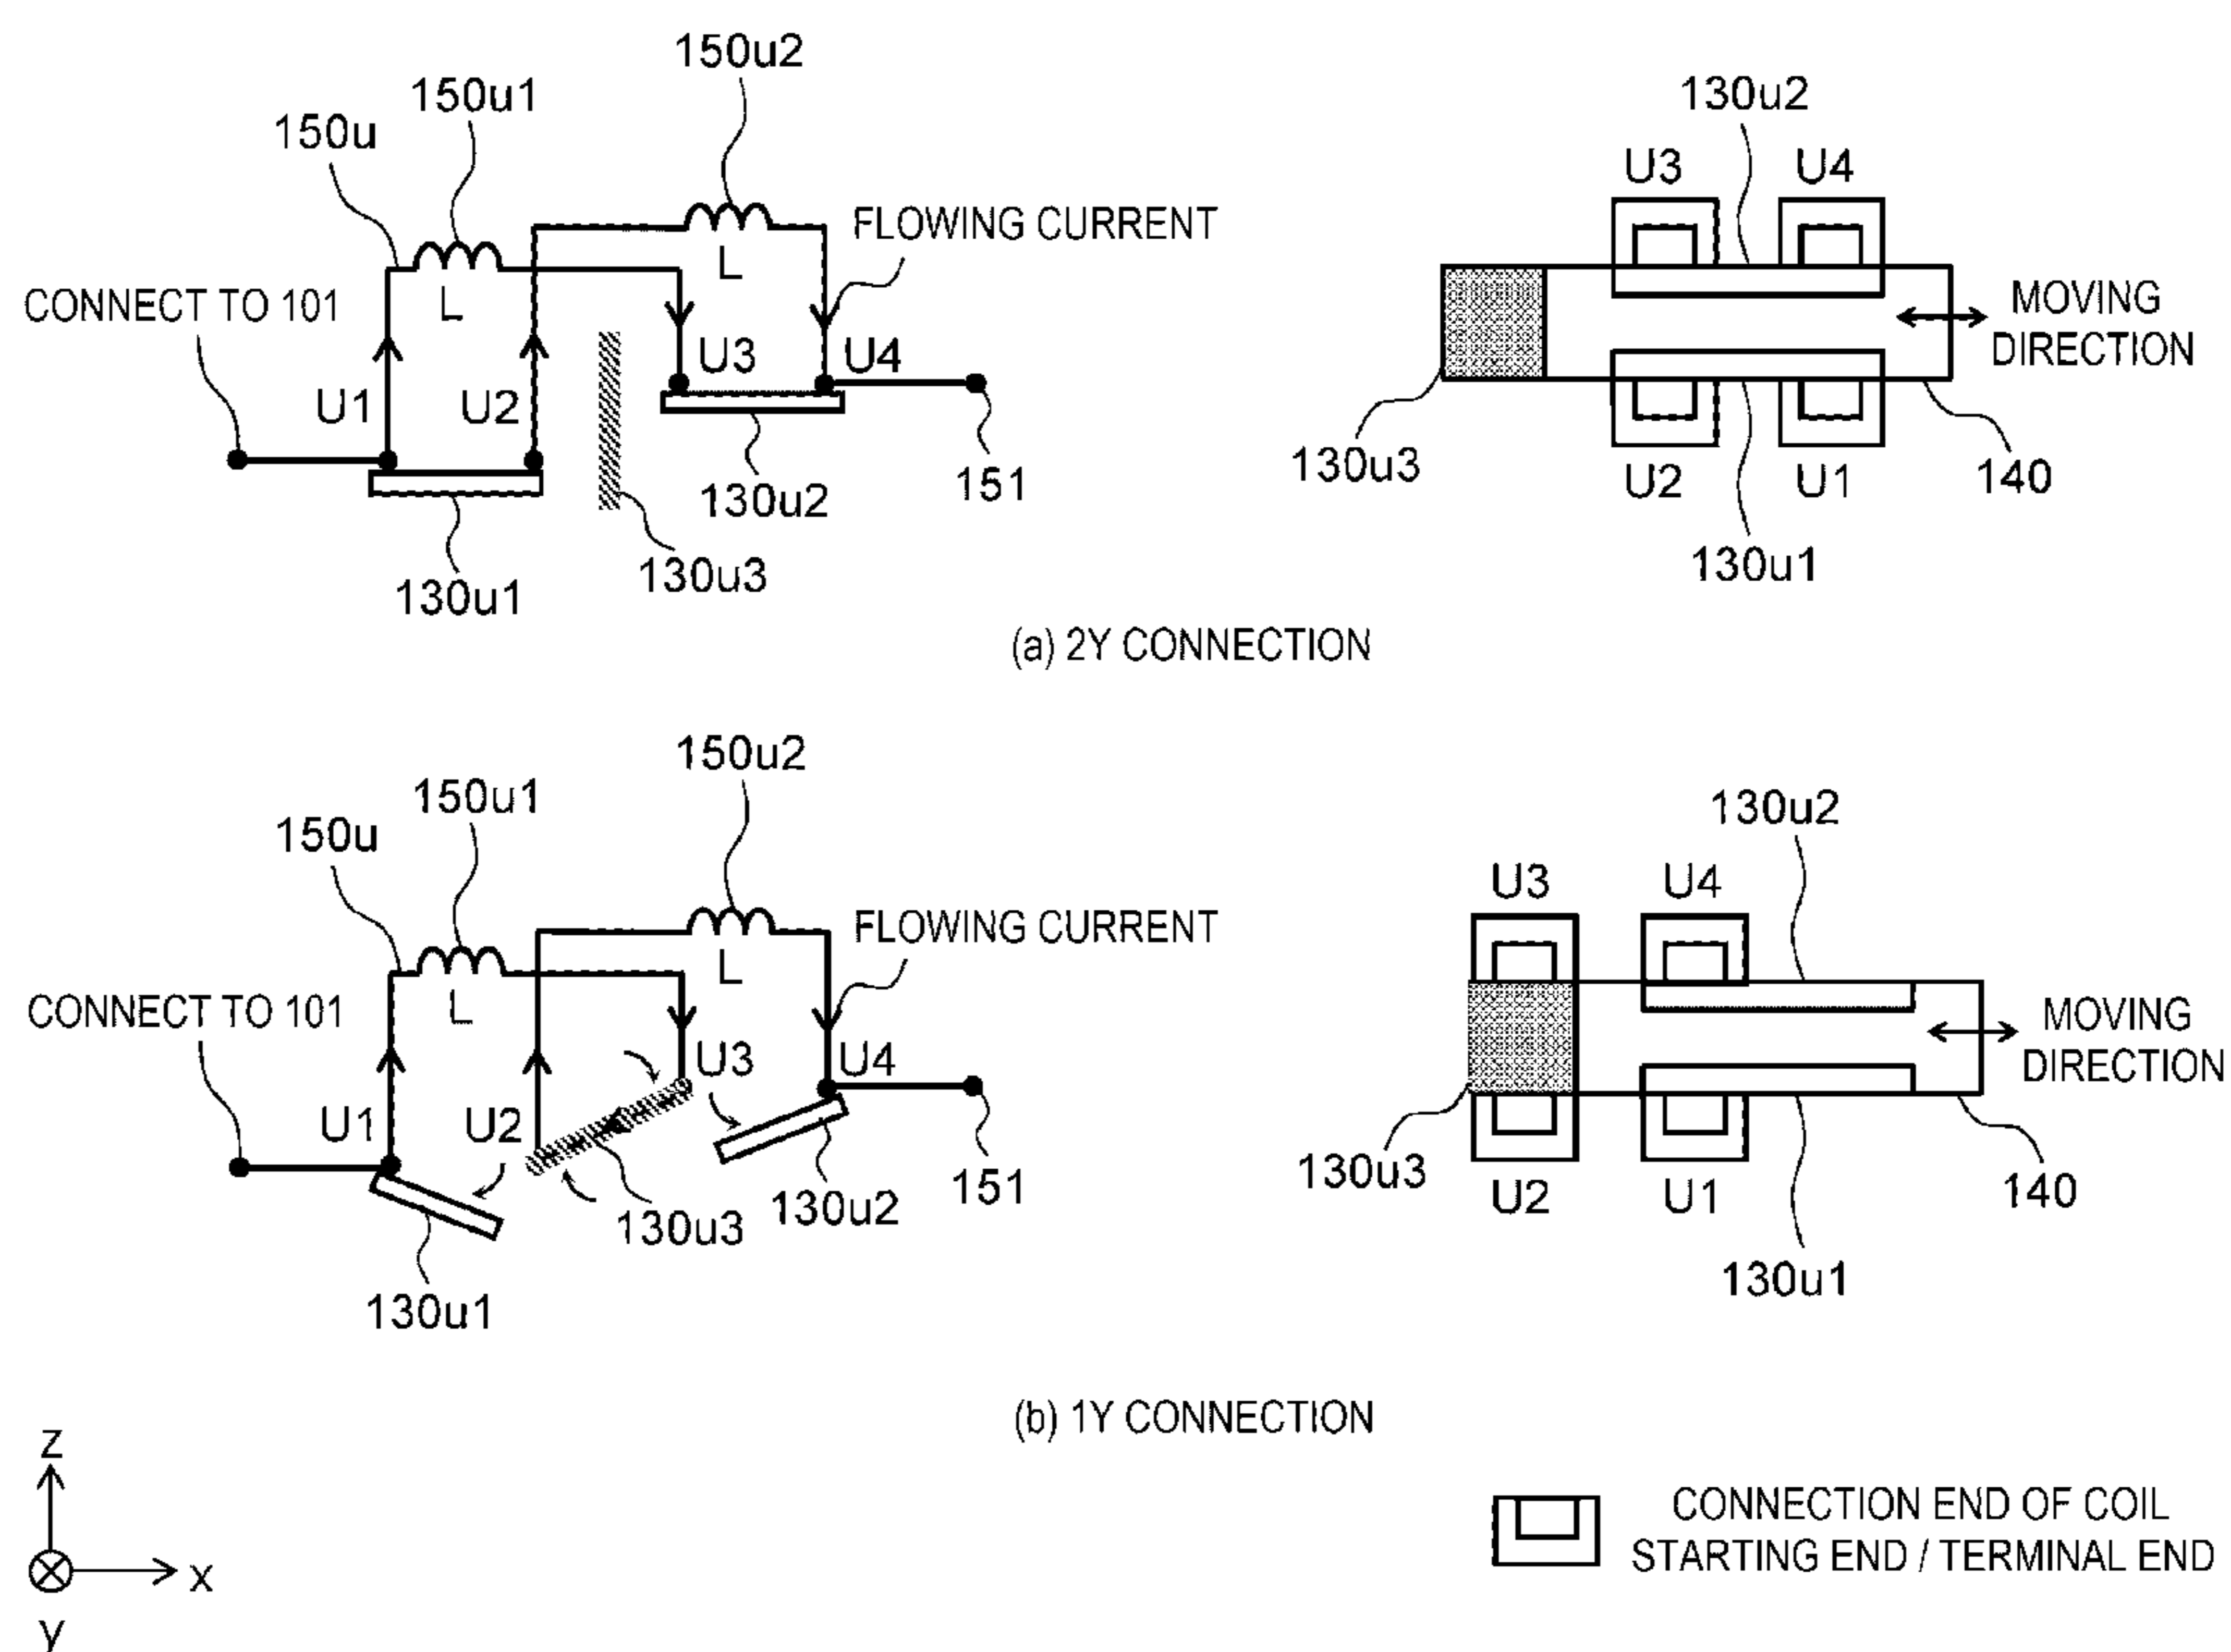 150u2
150u1
150u
130u2
U3 U4
FLOWING CURRENT
L
L
CONNECT TO 101
MOVING
DIRECTION
U3 U4
U1 U2
130u3
151
130u2
U2 U1
140
130u3
130u1
130u1
(a) 2Y CONNECTION
150u2
150u1
150u
130u2
U3 U4
FLOWING CURRENT
L
L
CONNECT TO 101
MOVING
DIRECTION
U3 U4
U1 U2
130u3
151
130u2
130u3
U2 U1
140
130u1
130u1
(b) 1Y CONNECTION
Z
X
Y
CONNECTION END OF COIL
STARTING END / TERMINAL END